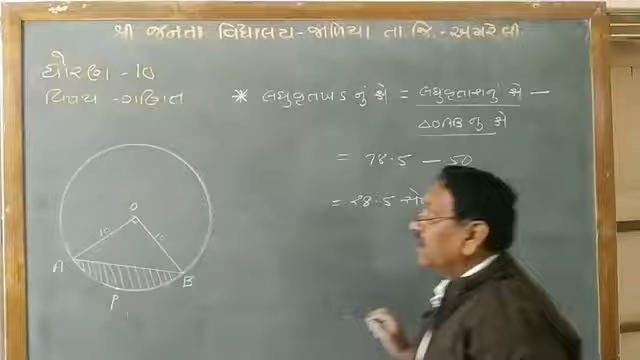 શ્રી જનતા વિદ્યાલય-જાળિયા તા.જિ.-અમરેલી
ધોરણ -10
વિષય -ગણિત
* લઘુવૃતખંડ નું ક્ષે = લઘુવૃતાંશનું ક્ષે –
ΔOAB નું ક્ષે
= 78.5 – 50
= 28.5 સે
O
10 10
A B
P